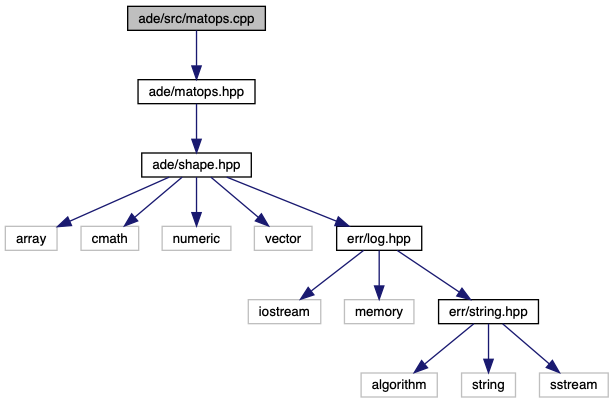 ade/src/matops.cpp
ade/matops.hpp
ade/shape.hpp
array
cmath
numeric
vector
err/log.hpp
iostream
memory
err/string.hpp
algorithm
string
sstream